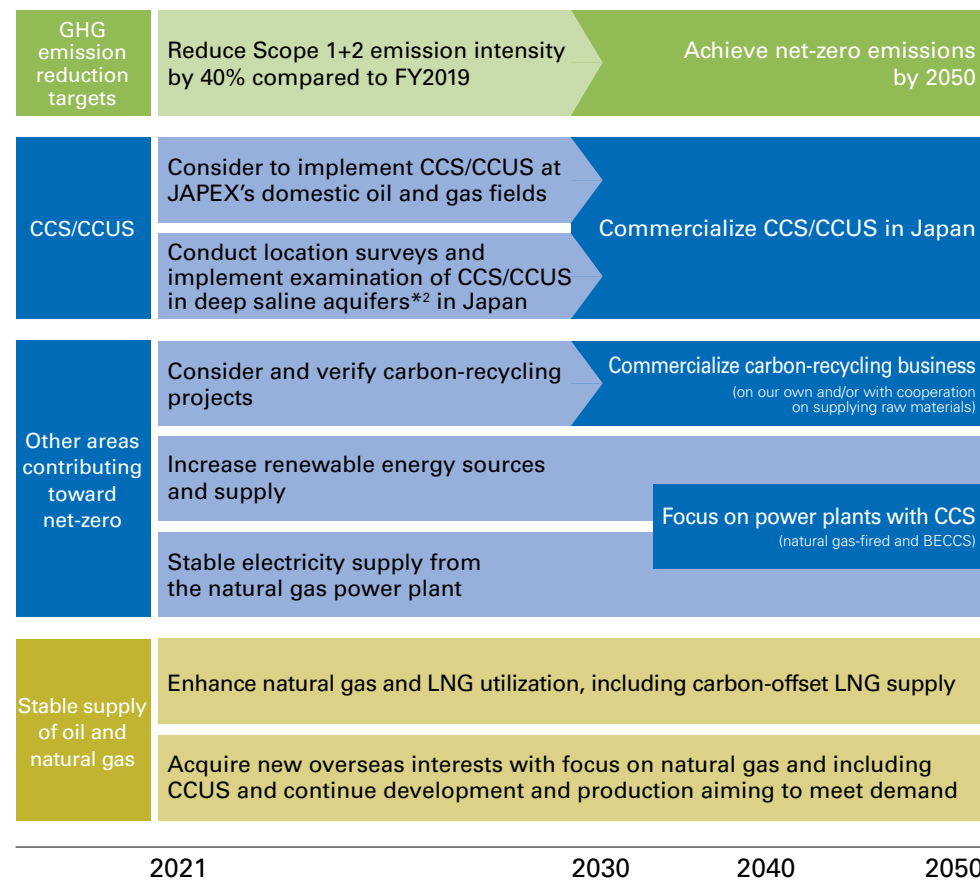 GHG
emission
reduction
targets
Reduce Scope 1+2 emission intensity
by 40% compared to FY2019
Achieve net-zero emissions
by 2050
CCS/CCUS
Consider to implement CCS/CCUS at
JAPEX’s domestic oil and gas fields
Conduct location surveys and
implement examination of CCS/CCUS
in deep saline aquifers*2 in Japan
Commercialize CCS/CCUS in Japan
Other areas
contributing
toward
net-zero
Consider and verify carbon-recycling
projects
Commercialize carbon-recycling business
(on our own and/or with cooperation
on supplying raw materials)
Increase renewable energy sources
and supply
Focus on power plants with CCS
(natural gas-fired and BECCS)
Stable electricity supply from
the natural gas power plant
Stable supply
of oil and
natural gas
Enhance natural gas and LNG utilization, including carbon-offset LNG supply
Acquire new overseas interests with focus on natural gas and including
CCUS and continue development and production aiming to meet demand
2021 2030 2040 2050